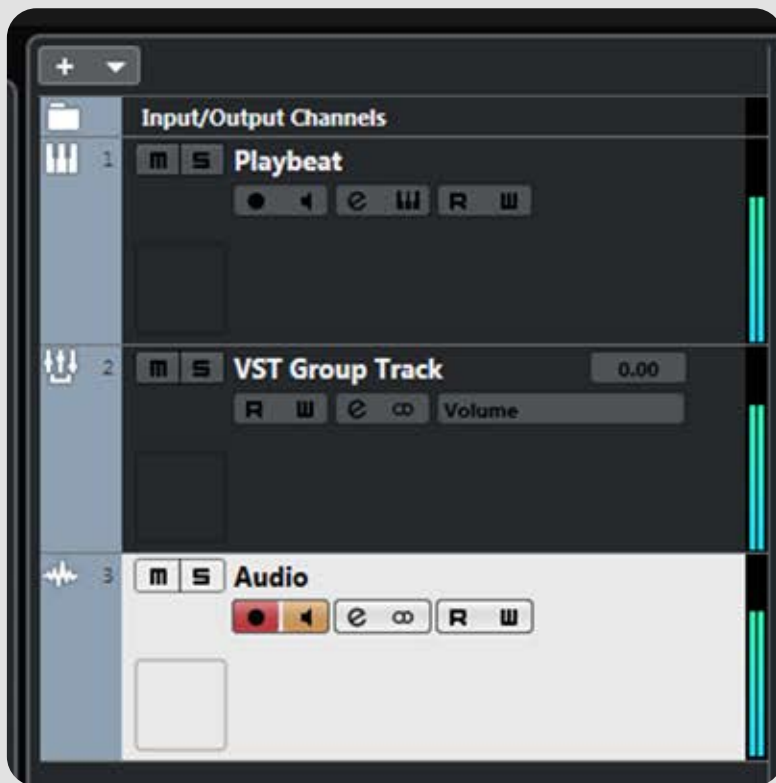 +
Input/Output Channels
1 m S Playbeat
e R W
2 m S VST Group Track 0.00
R W e Volume
3 m S Audio
e R W